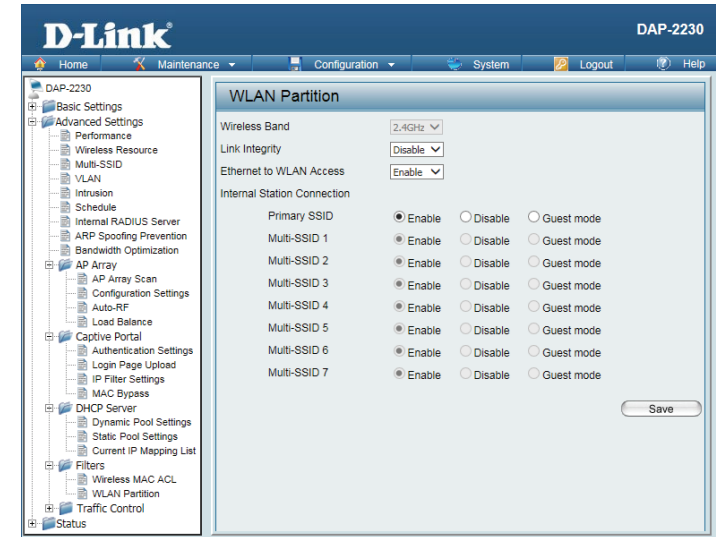 D-Link
DAP-2230
Home Maintenance Configuration System Logout Help
DAP-2230
Basic Settings
Advanced Settings
Performance
Wireless Resource
Multi-SSID
VLAN
Intrusion
Schedule
Internal RADIUS Server
ARP Spoofing Prevention
Bandwidth Optimization
AP Array
AP Array Scan
Configuration Settings
Auto-RF
Load Balance
Captive Portal
Authentication Settings
Login Page Upload
IP Filter Settings
MAC Bypass
DHCP Server
Dynamic Pool Settings
Static Pool Settings
Current IP Mapping List
Filters
Wireless MAC ACL
WLAN Partition
Traffic Control
Status
WLAN Partition
Wireless Band 2.4GHz
Link Integrity Disable
Ethernet to WLAN Access Enable
Internal Station Connection
Primary SSID Enable Disable Guest mode
Multi-SSID 1 Enable Disable Guest mode
Multi-SSID 2 Enable Disable Guest mode
Multi-SSID 3 Enable Disable Guest mode
Multi-SSID 4 Enable Disable Guest mode
Multi-SSID 5 Enable Disable Guest mode
Multi-SSID 6 Enable Disable Guest mode
Multi-SSID 7 Enable Disable Guest mode
Save